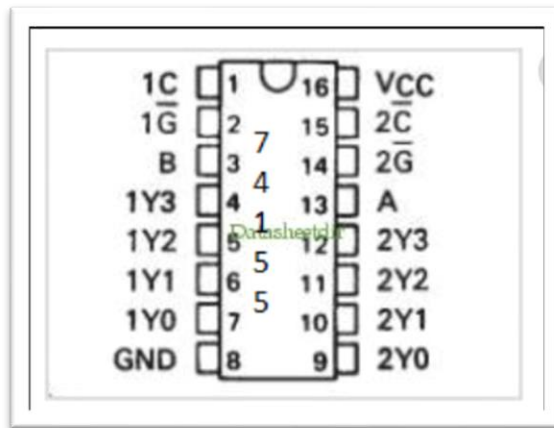 1C 1 16 VCC
1G̅ 2 15 2C̅
7
B 3 14 2G̅
4
1Y3 4 13 A
1
Datasheetdir
1Y2 5 12 2Y3
5
1Y1 6 11 2Y2
5
1Y0 7 10 2Y1
GND 8 9 2Y0